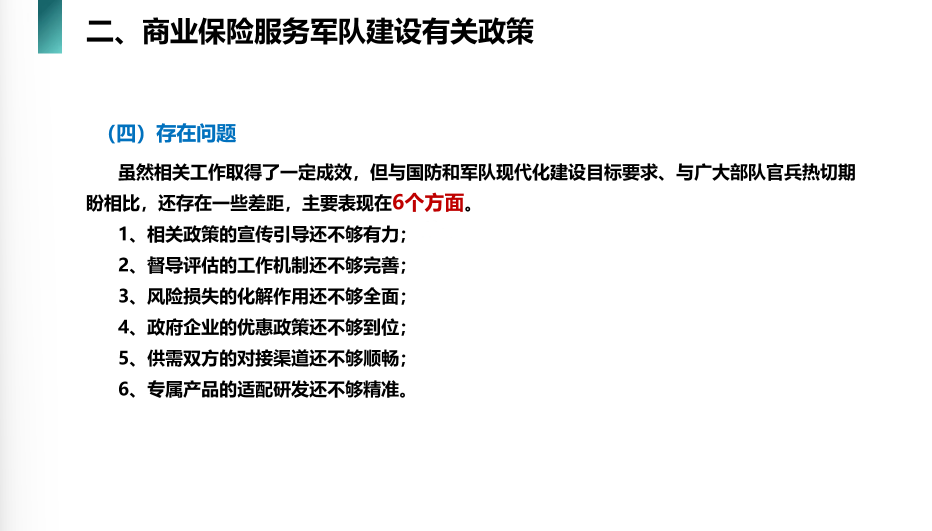 二、商业保险服务军队建设有关政策
（四）存在问题
虽然相关工作取得了一定成效，但与国防和军队现代化建设目标要求、与广大部队官兵热切期
盼相比，还存在一些差距，主要表现在6个方面。
1、相关政策的宣传引导还不够有力；
2、督导评估的工作机制还不够完善；
3、风险损失的化解作用还不够全面；
4、政府企业的优惠政策还不够到位；
5、供需双方的对接渠道还不够顺畅；
6、专属产品的适配研发还不够精准。